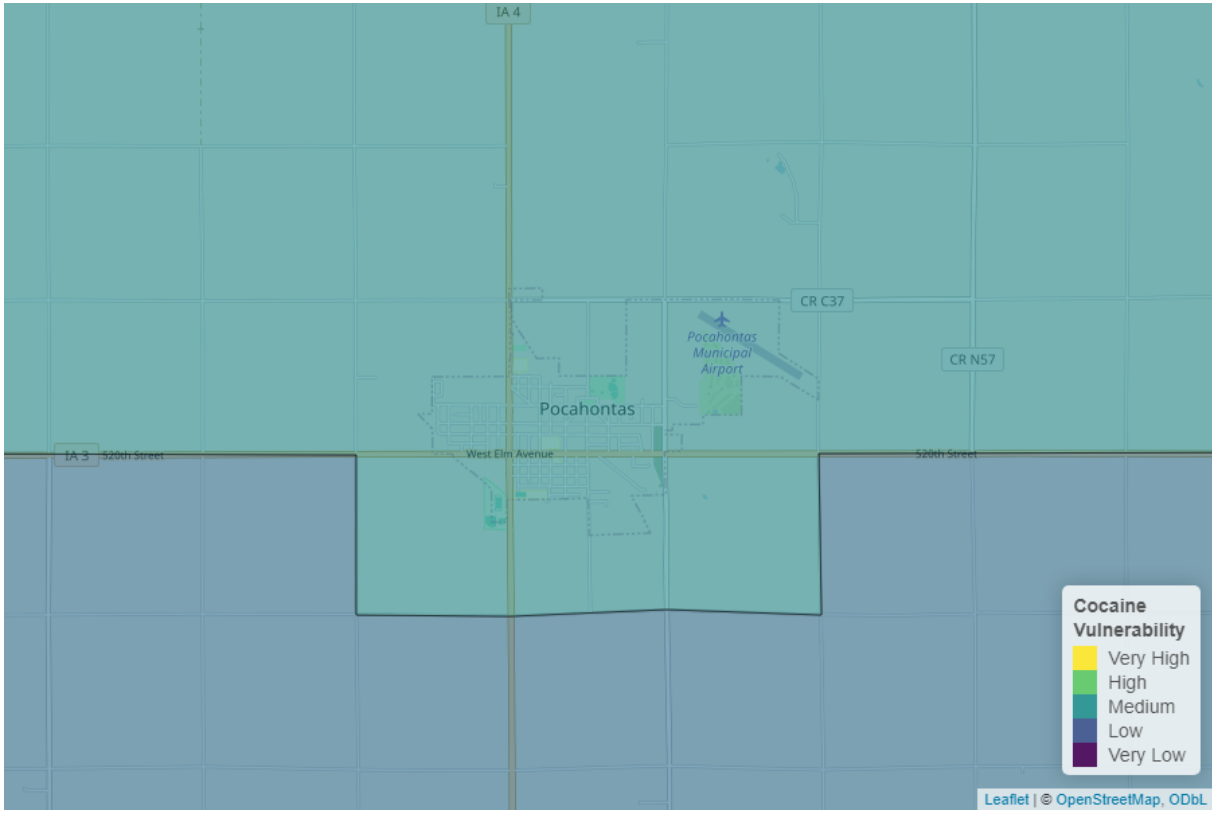 IA 4
CR C37
Pocahontas
Municipal
Airport
CR N57
Pocahontas
IA 3
520th Street
West Elm Avenue
520th Street
Cocaine
Vulnerability
Very High
High
Medium
Low
Very Low
Leaflet | © OpenStreetMap, ODbL